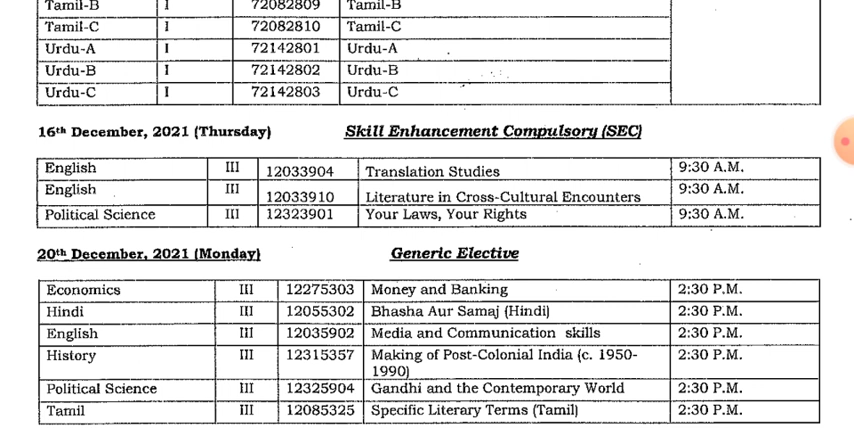 Tamil-B I 72082809 Tamil-B
Tamil-C I 72082810 Tamil-C
Urdu-A I 72142801 Urdu-A
Urdu-B I 72142802 Urdu-B
Urdu-C I 72142803 Urdu-C
16th December, 2021 (Thursday) Skill Enhancement Compulsory (SEC)
English III 12033904 Translation Studies 9:30 A.M.
English III 12033910 Literature in Cross-Cultural Encounters 9:30 A.M.
Political Science III 12323901 Your Laws, Your Rights 9:30 A.M.
20th December, 2021 (Monday) Generic Elective
Economics III 12275303 Money and Banking 2:30 P.M.
Hindi III 12055302 Bhasha Aur Samaj (Hindi) 2:30 P.M.
English III 12035902 Media and Communication skills 2:30 P.M.
History III 12315357 Making of Post-Colonial India (c. 1950- 2:30 P.M.
1990)
Political Science III 12325904 Gandhi and the Contemporary World 2:30 P.M.
Tamil III 12085325 Specific Literary Terms (Tamil) 2:30 P.M.